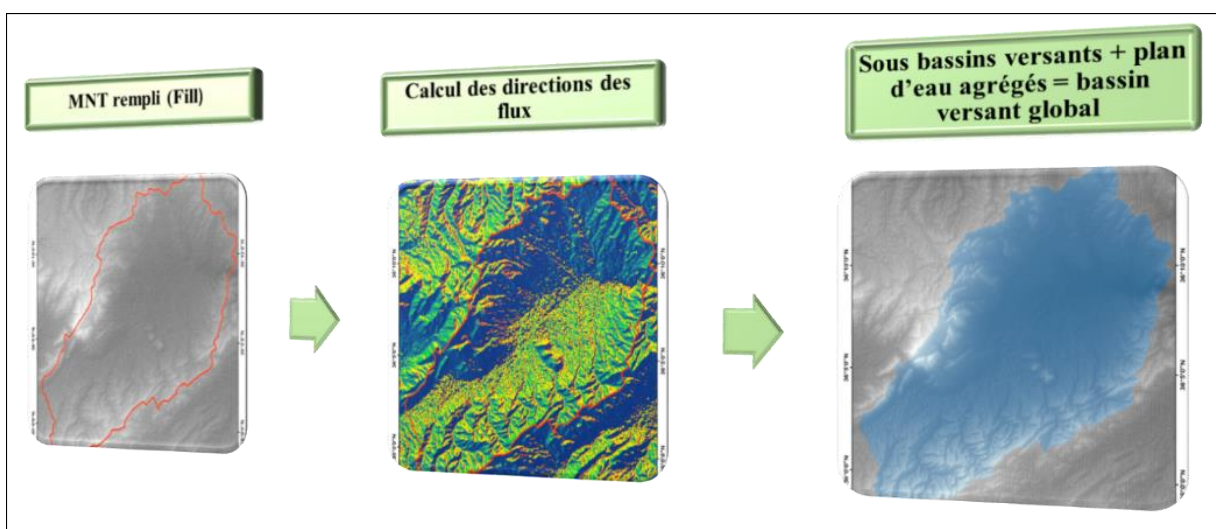 MNT rempli (Fill)
Calcul des directions des
flux
Sous bassins versants + plan
d’eau agrégés = bassin
versant global